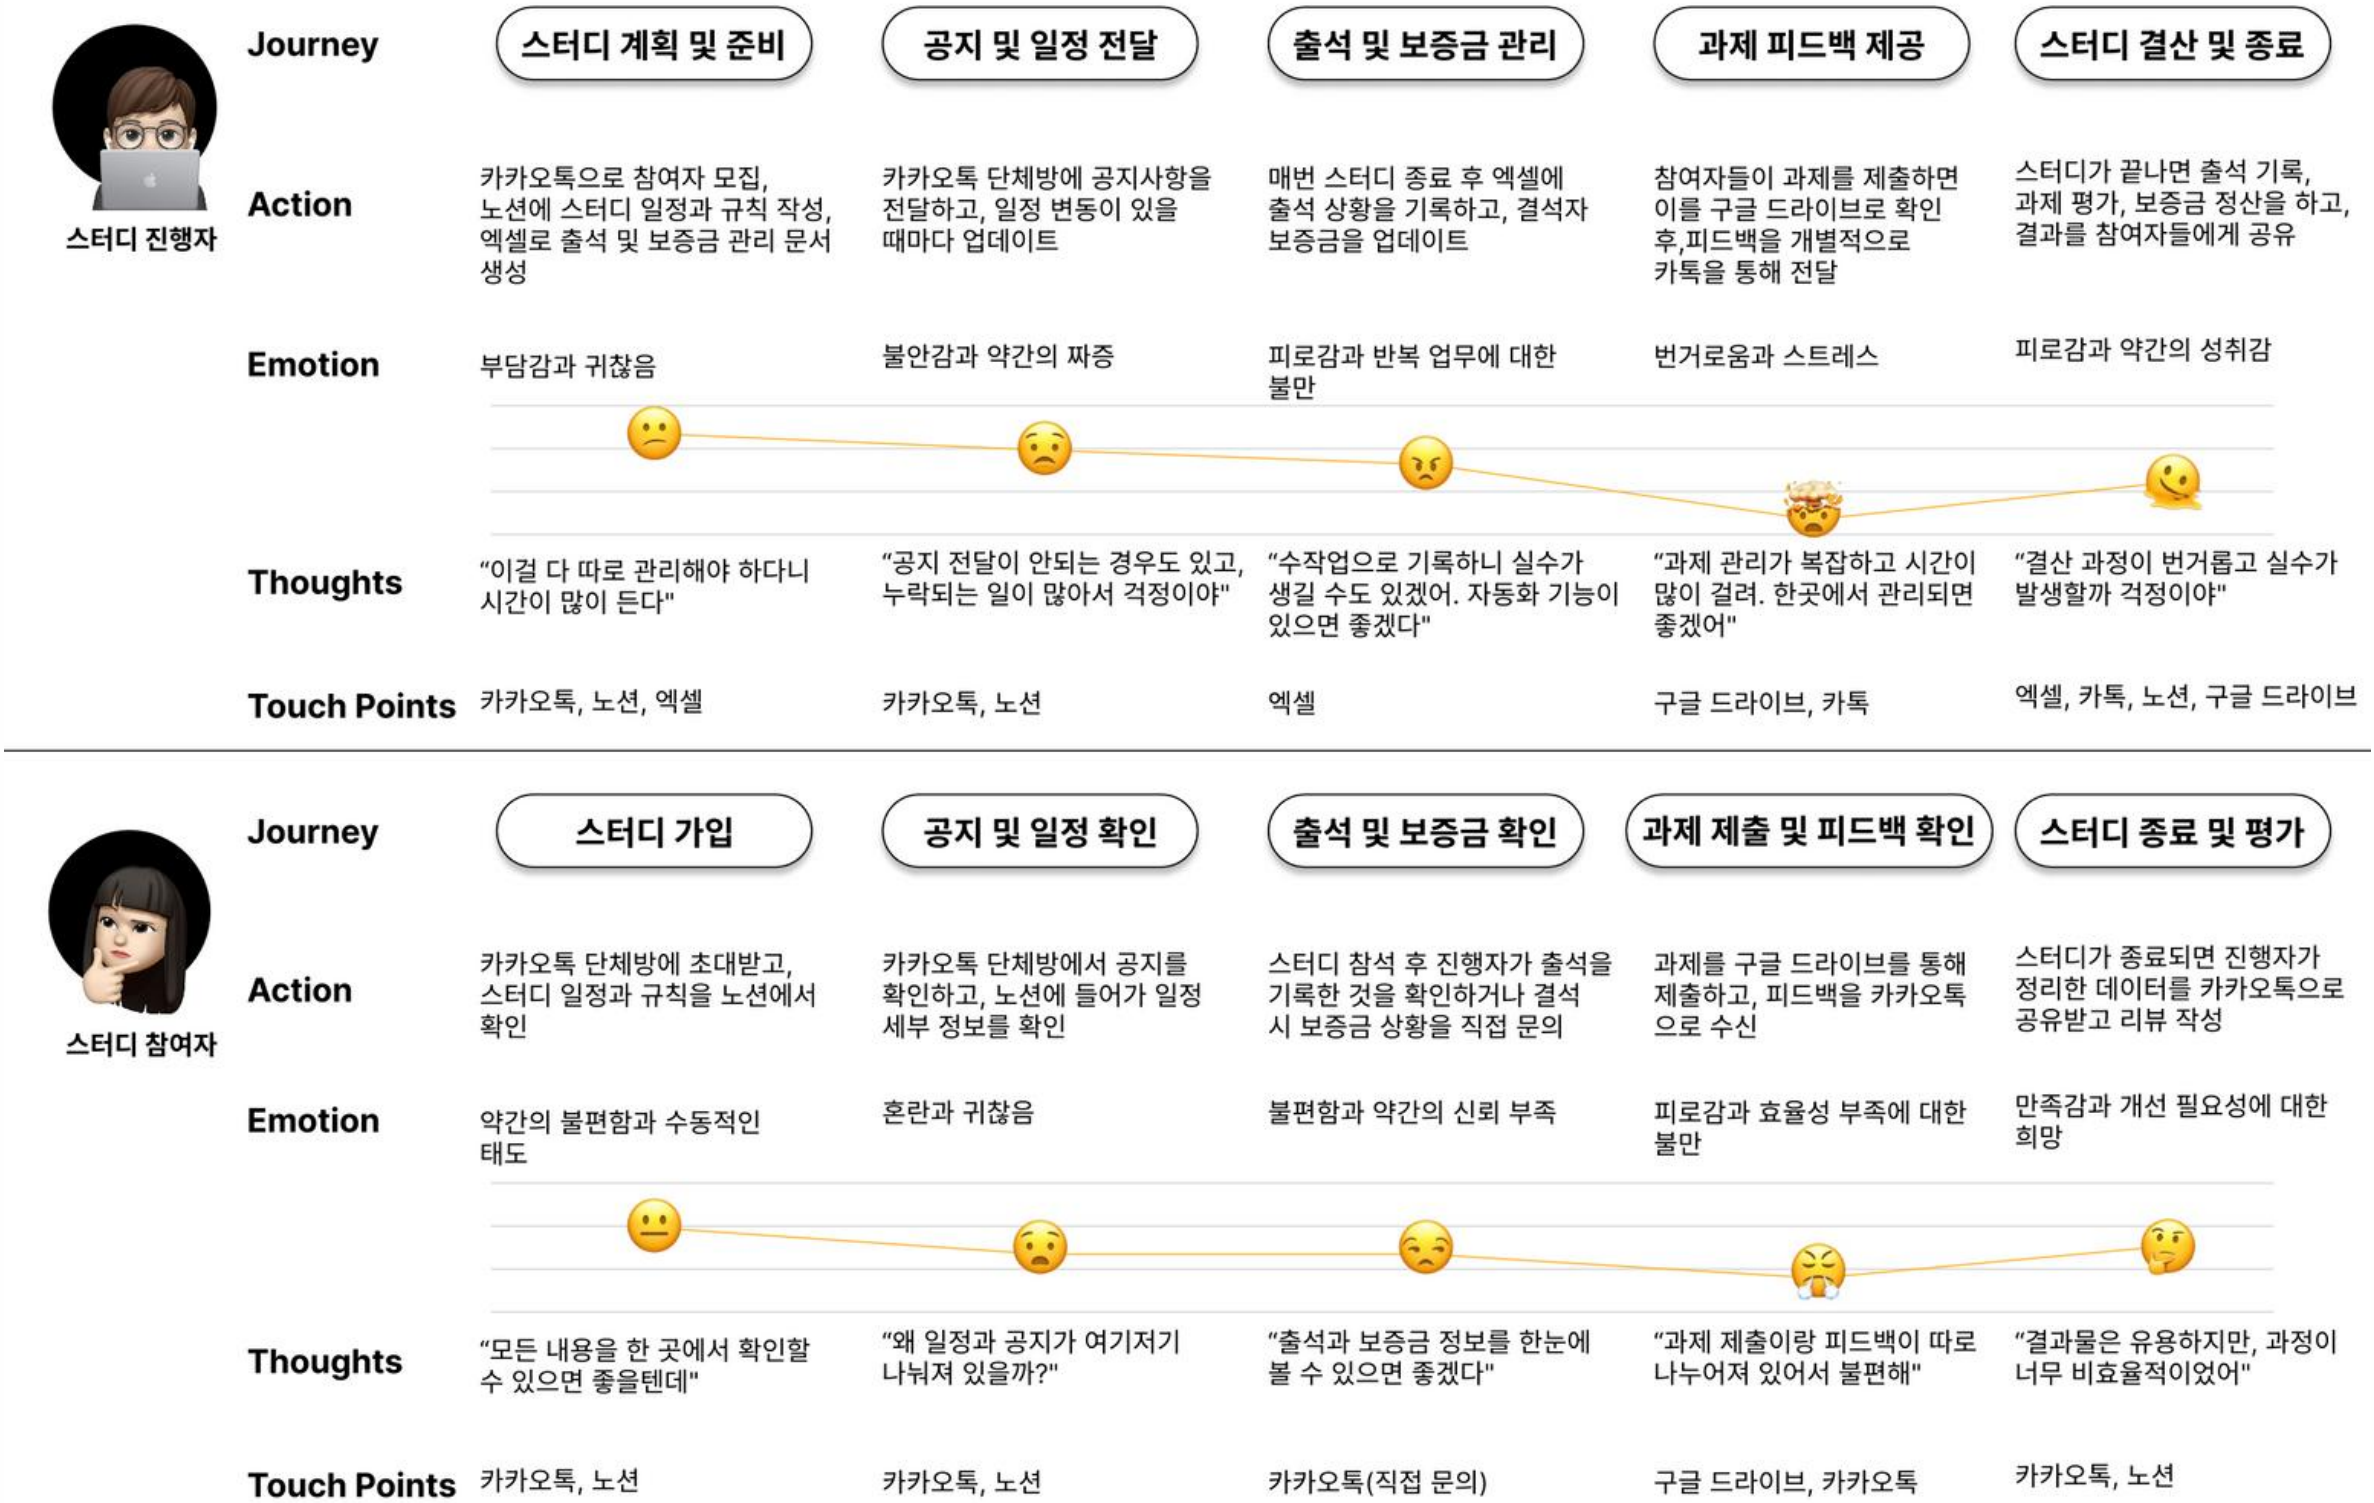 Journey
스터디 계획 및 준비
공지 및 일정 전달
출석 및 보증금 관리
과제 피드백 제공
스터디 결산 및 종료
스터디 진행자
Action
카카오톡으로 참여자 모집,
노션에 스터디 일정과 규칙 작성,
엑셀로 출석 및 보증금 관리 문서
생성
카카오톡 단체방에 공지사항을
전달하고, 일정 변동이 있을
때마다 업데이트
매번 스터디 종료 후 엑셀에
출석 상황을 기록하고, 결석자
보증금을 업데이트
참여자들이 과제를 제출하면
이를 구글 드라이브로 확인
후,피드백을 개별적으로
카톡을 통해 전달
스터디가 끝나면 출석 기록,
과제 평가, 보증금 정산을 하고,
결과를 참여자들에게 공유
Emotion
부담감과 귀찮음
불안감과 약간의 짜증
피로감과 반복 업무에 대한
불만
번거로움과 스트레스
피로감과 약간의 성취감
Thoughts
“이걸 다 따로 관리해야 하다니
시간이 많이 든다"
“공지 전달이 안되는 경우도 있고,
누락되는 일이 많아서 걱정이야"
“수작업으로 기록하니 실수가
생길 수도 있겠어. 자동화 기능이
있으면 좋겠다"
“과제 관리가 복잡하고 시간이
많이 걸려. 한곳에서 관리되면
좋겠어"
“결산 과정이 번거롭고 실수가
발생할까 걱정이야"
Touch Points
카카오톡, 노션, 엑셀
카카오톡, 노션
엑셀
구글 드라이브, 카톡
엑셀, 카톡, 노션, 구글 드라이브
Journey
스터디 가입
공지 및 일정 확인
출석 및 보증금 확인
과제 제출 및 피드백 확인
스터디 종료 및 평가
스터디 참여자
Action
카카오톡 단체방에 초대받고,
스터디 일정과 규칙을 노션에서
확인
카카오톡 단체방에서 공지를
확인하고, 노션에 들어가 일정
세부 정보를 확인
스터디 참석 후 진행자가 출석을
기록한 것을 확인하거나 결석
시 보증금 상황을 직접 문의
과제를 구글 드라이브를 통해
제출하고, 피드백을 카카오톡
으로 수신
스터디가 종료되면 진행자가
정리한 데이터를 카카오톡으로
공유받고 리뷰 작성
Emotion
약간의 불편함과 수동적인
태도
혼란과 귀찮음
불편함과 약간의 신뢰 부족
피로감과 효율성 부족에 대한
불만
만족감과 개선 필요성에 대한
희망
Thoughts
“모든 내용을 한 곳에서 확인할
수 있으면 좋을텐데"
“왜 일정과 공지가 여기저기
나눠져 있을까?"
“출석과 보증금 정보를 한눈에
볼 수 있으면 좋겠다"
“과제 제출이랑 피드백이 따로
나누어져 있어서 불편해"
“결과물은 유용하지만, 과정이
너무 비효율적이었어"
Touch Points
카카오톡, 노션
카카오톡, 노션
카카오톡(직접 문의)
구글 드라이브, 카카오톡
카카오톡, 노션